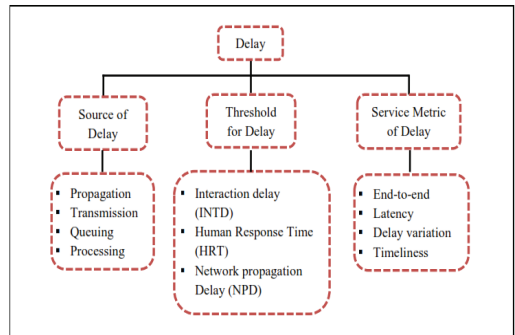 Delay
Source of
Delay
Threshold
for Delay
Service Metric
of Delay
▪ Propagation
▪ Transmission
▪ Queuing
▪ Processing
▪ Interaction delay
(INTD)
▪ Human Response Time
(HRT)
▪ Network propagation
Delay (NPD)
▪ End-to-end
▪ Latency
▪ Delay variation
▪ Timeliness